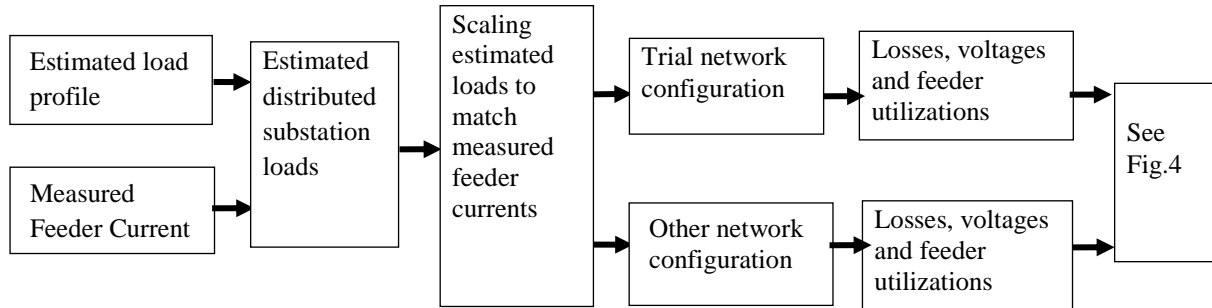 Estimated load
profile
Measured
Feeder Current
Estimated
distributed
substation
loads
Scaling
estimated
loads to
match
measured
feeder
currents
Trial network
configuration
Losses, voltages
and feeder
utilizations
Other network
configuration
Losses, voltages
and feeder
utilizations
See
Fig.4